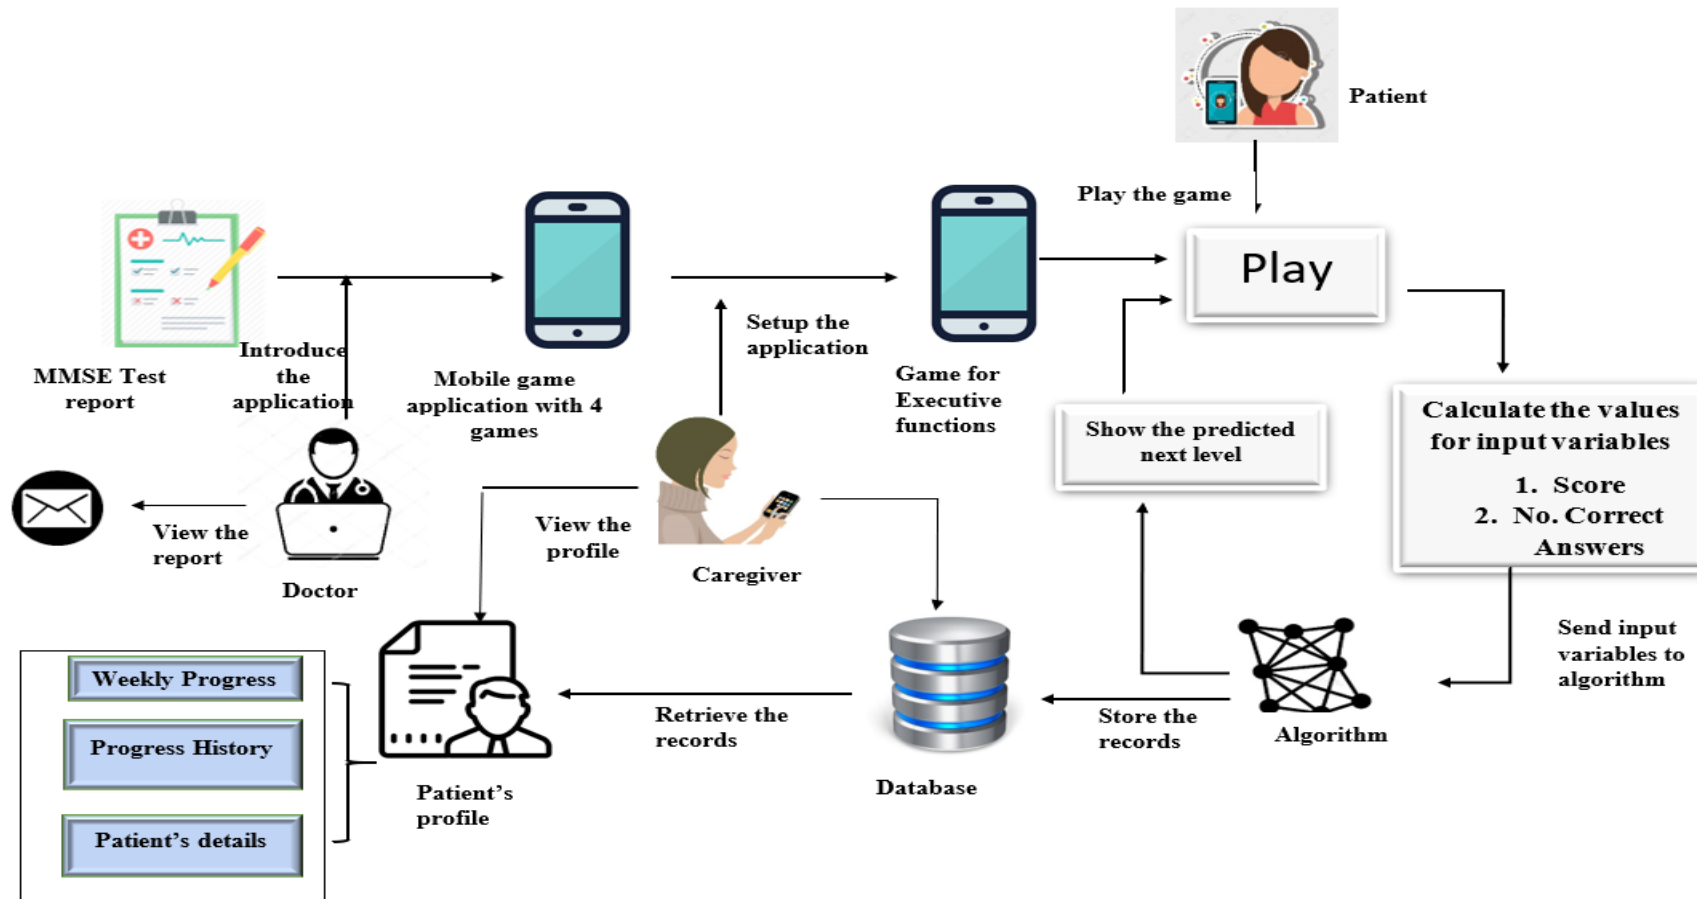 Patient
Play the game
Play
MMSE Test
report
Introduce
the
application
Mobile game
application with 4
games
Setup the
application
Game for
Executive
functions
Show the predicted
next level
Calculate the values
for input variables
1. Score
2. No. Correct
Answers
View the
report
Doctor
View the
profile
Caregiver
Send input
variables to
algorithm
Weekly Progress
Progress History
Patient’s details
Patient’s
profile
Retrieve the
records
Database
Store the
records
Algorithm